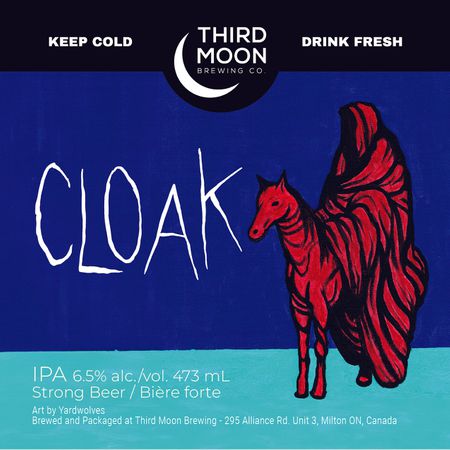 KEEP COLD
THIRD
MOON
BREWING CO.
DRINK FRESH
CLOAK
IPA 6.5% alc./vol. 473 mL
Strong Beer / Bière forte
Art by Yardwolves
Brewed and Packaged at Third Moon Brewing - 295 Alliance Rd. Unit 3, Milton ON, Canada